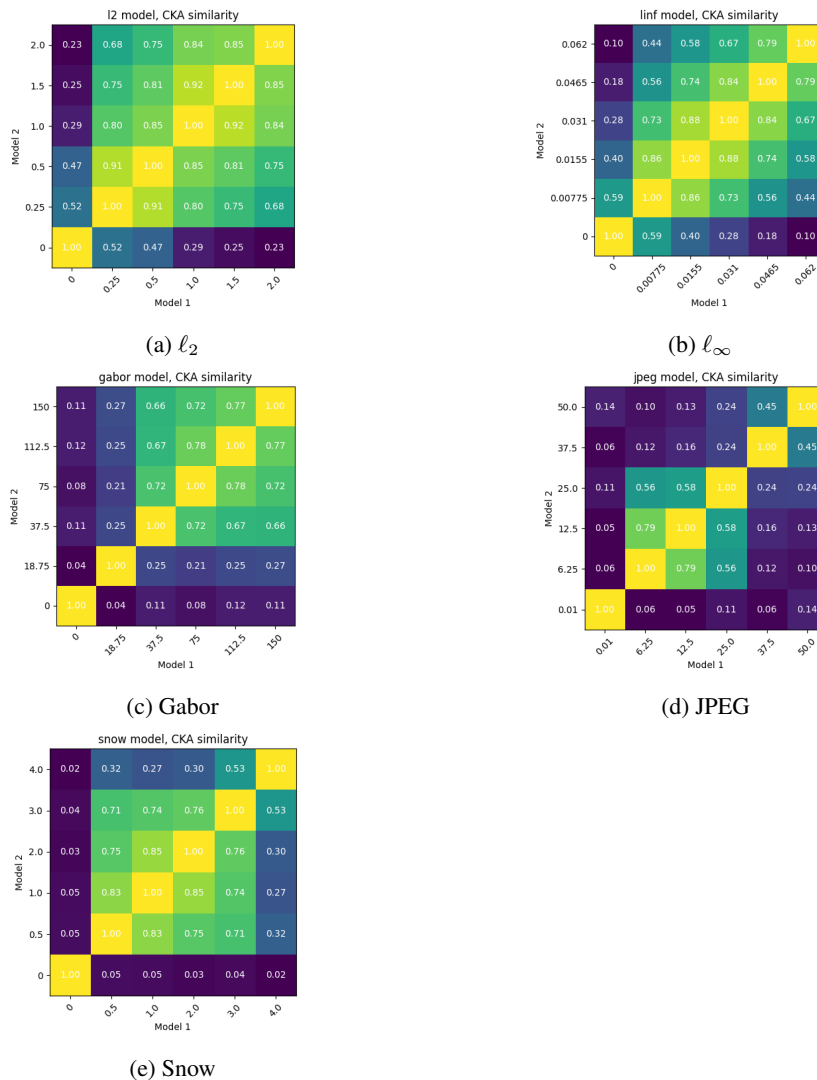 l2 model, CKA similarity
2.0 0.23 0.68 0.75 0.84 0.85 1.00
1.5 0.25 0.75 0.81 0.92 1.00 0.85
1.0 0.29 0.80 0.85 1.00 0.92 0.84
0.5 0.47 0.91 1.00 0.85 0.81 0.75
0.25 0.52 1.00 0.91 0.80 0.75 0.68
0 1.00 0.52 0.47 0.29 0.25 0.23
Model 2
0 0.25 0.5 1.0 1.5 2.0
Model 1
(a) ℓ2
linf model, CKA similarity
0.062 0.10 0.44 0.58 0.67 0.79 1.00
0.0465 0.18 0.56 0.74 0.84 1.00 0.79
0.031 0.28 0.73 0.88 1.00 0.84 0.67
0.0155 0.40 0.86 1.00 0.88 0.74 0.58
0.00775 0.59 1.00 0.86 0.73 0.56 0.44
0 1.00 0.59 0.40 0.28 0.18 0.10
Model 2
0 0.00775 0.0155 0.031 0.0465 0.062
Model 1
(b) ℓ∞
gabor model, CKA similarity
150 0.11 0.27 0.66 0.72 0.77 1.00
112.5 0.12 0.25 0.67 0.78 1.00 0.77
75 0.08 0.21 0.72 1.00 0.78 0.72
37.5 0.11 0.25 1.00 0.72 0.67 0.66
18.75 0.04 1.00 0.25 0.21 0.25 0.27
0 1.00 0.04 0.11 0.08 0.12 0.11
Model 2
0 18.75 37.5 75 112.5 150
Model 1
(c) Gabor
jpeg model, CKA similarity
50.0 0.14 0.10 0.13 0.24 0.45 1.00
37.5 0.06 0.12 0.16 0.24 1.00 0.45
25.0 0.11 0.56 0.58 1.00 0.24 0.24
12.5 0.05 0.79 1.00 0.58 0.16 0.13
6.25 0.06 1.00 0.79 0.56 0.12 0.10
0.01 1.00 0.06 0.05 0.11 0.06 0.14
Model 2
0.01 6.25 12.5 25.0 37.5 50.0
Model 1
(d) JPEG
snow model, CKA similarity
4.0 0.02 0.32 0.27 0.30 0.53 1.00
3.0 0.04 0.71 0.74 0.76 1.00 0.53
2.0 0.03 0.75 0.85 1.00 0.76 0.30
1.0 0.05 0.83 1.00 0.85 0.74 0.27
0.5 0.05 1.00 0.83 0.75 0.71 0.32
0 1.00 0.05 0.05 0.03 0.04 0.02
Model 2
0 0.5 1.0 2.0 3.0 4.0
Model 1
(e) Snow